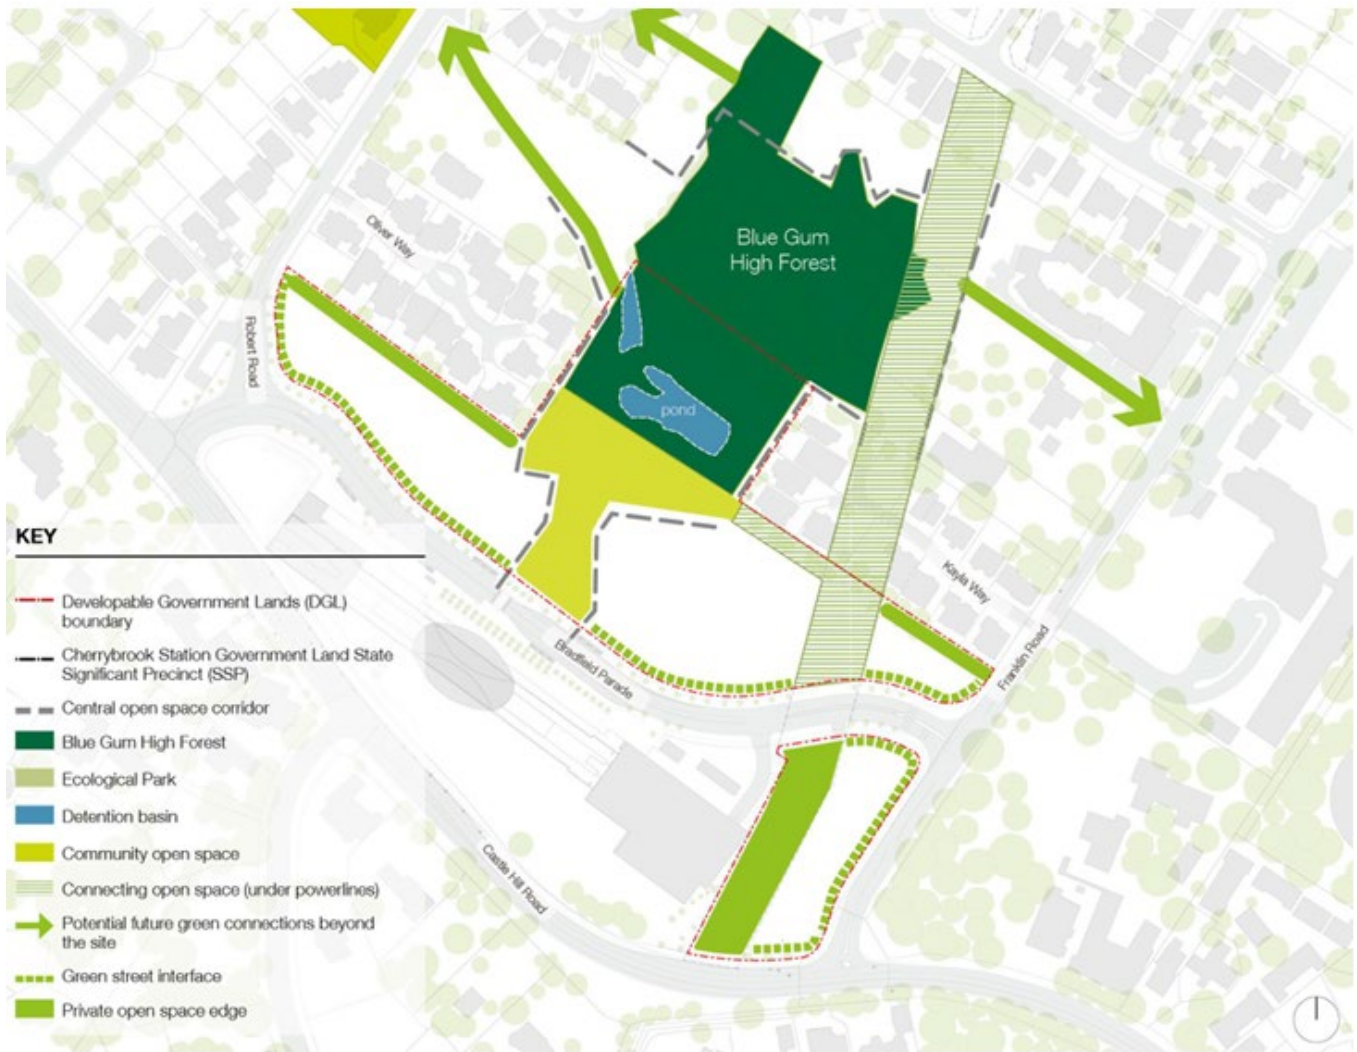 Blue Gum
High Forest
Oliver Way
Robert Road
pond
Kayla Way
Franklin Road
Bradfield Parade
Castle Hill Road
KEY
Developable Government Lands (DGL)
boundary
Cherrybrook Station Government Land State
Significant Precinct (SSP)
Central open space corridor
Blue Gum High Forest
Ecological Park
Detention basin
Community open space
Connecting open space (under powerlines)
Potential future green connections beyond
the site
Green street interface
Private open space edge